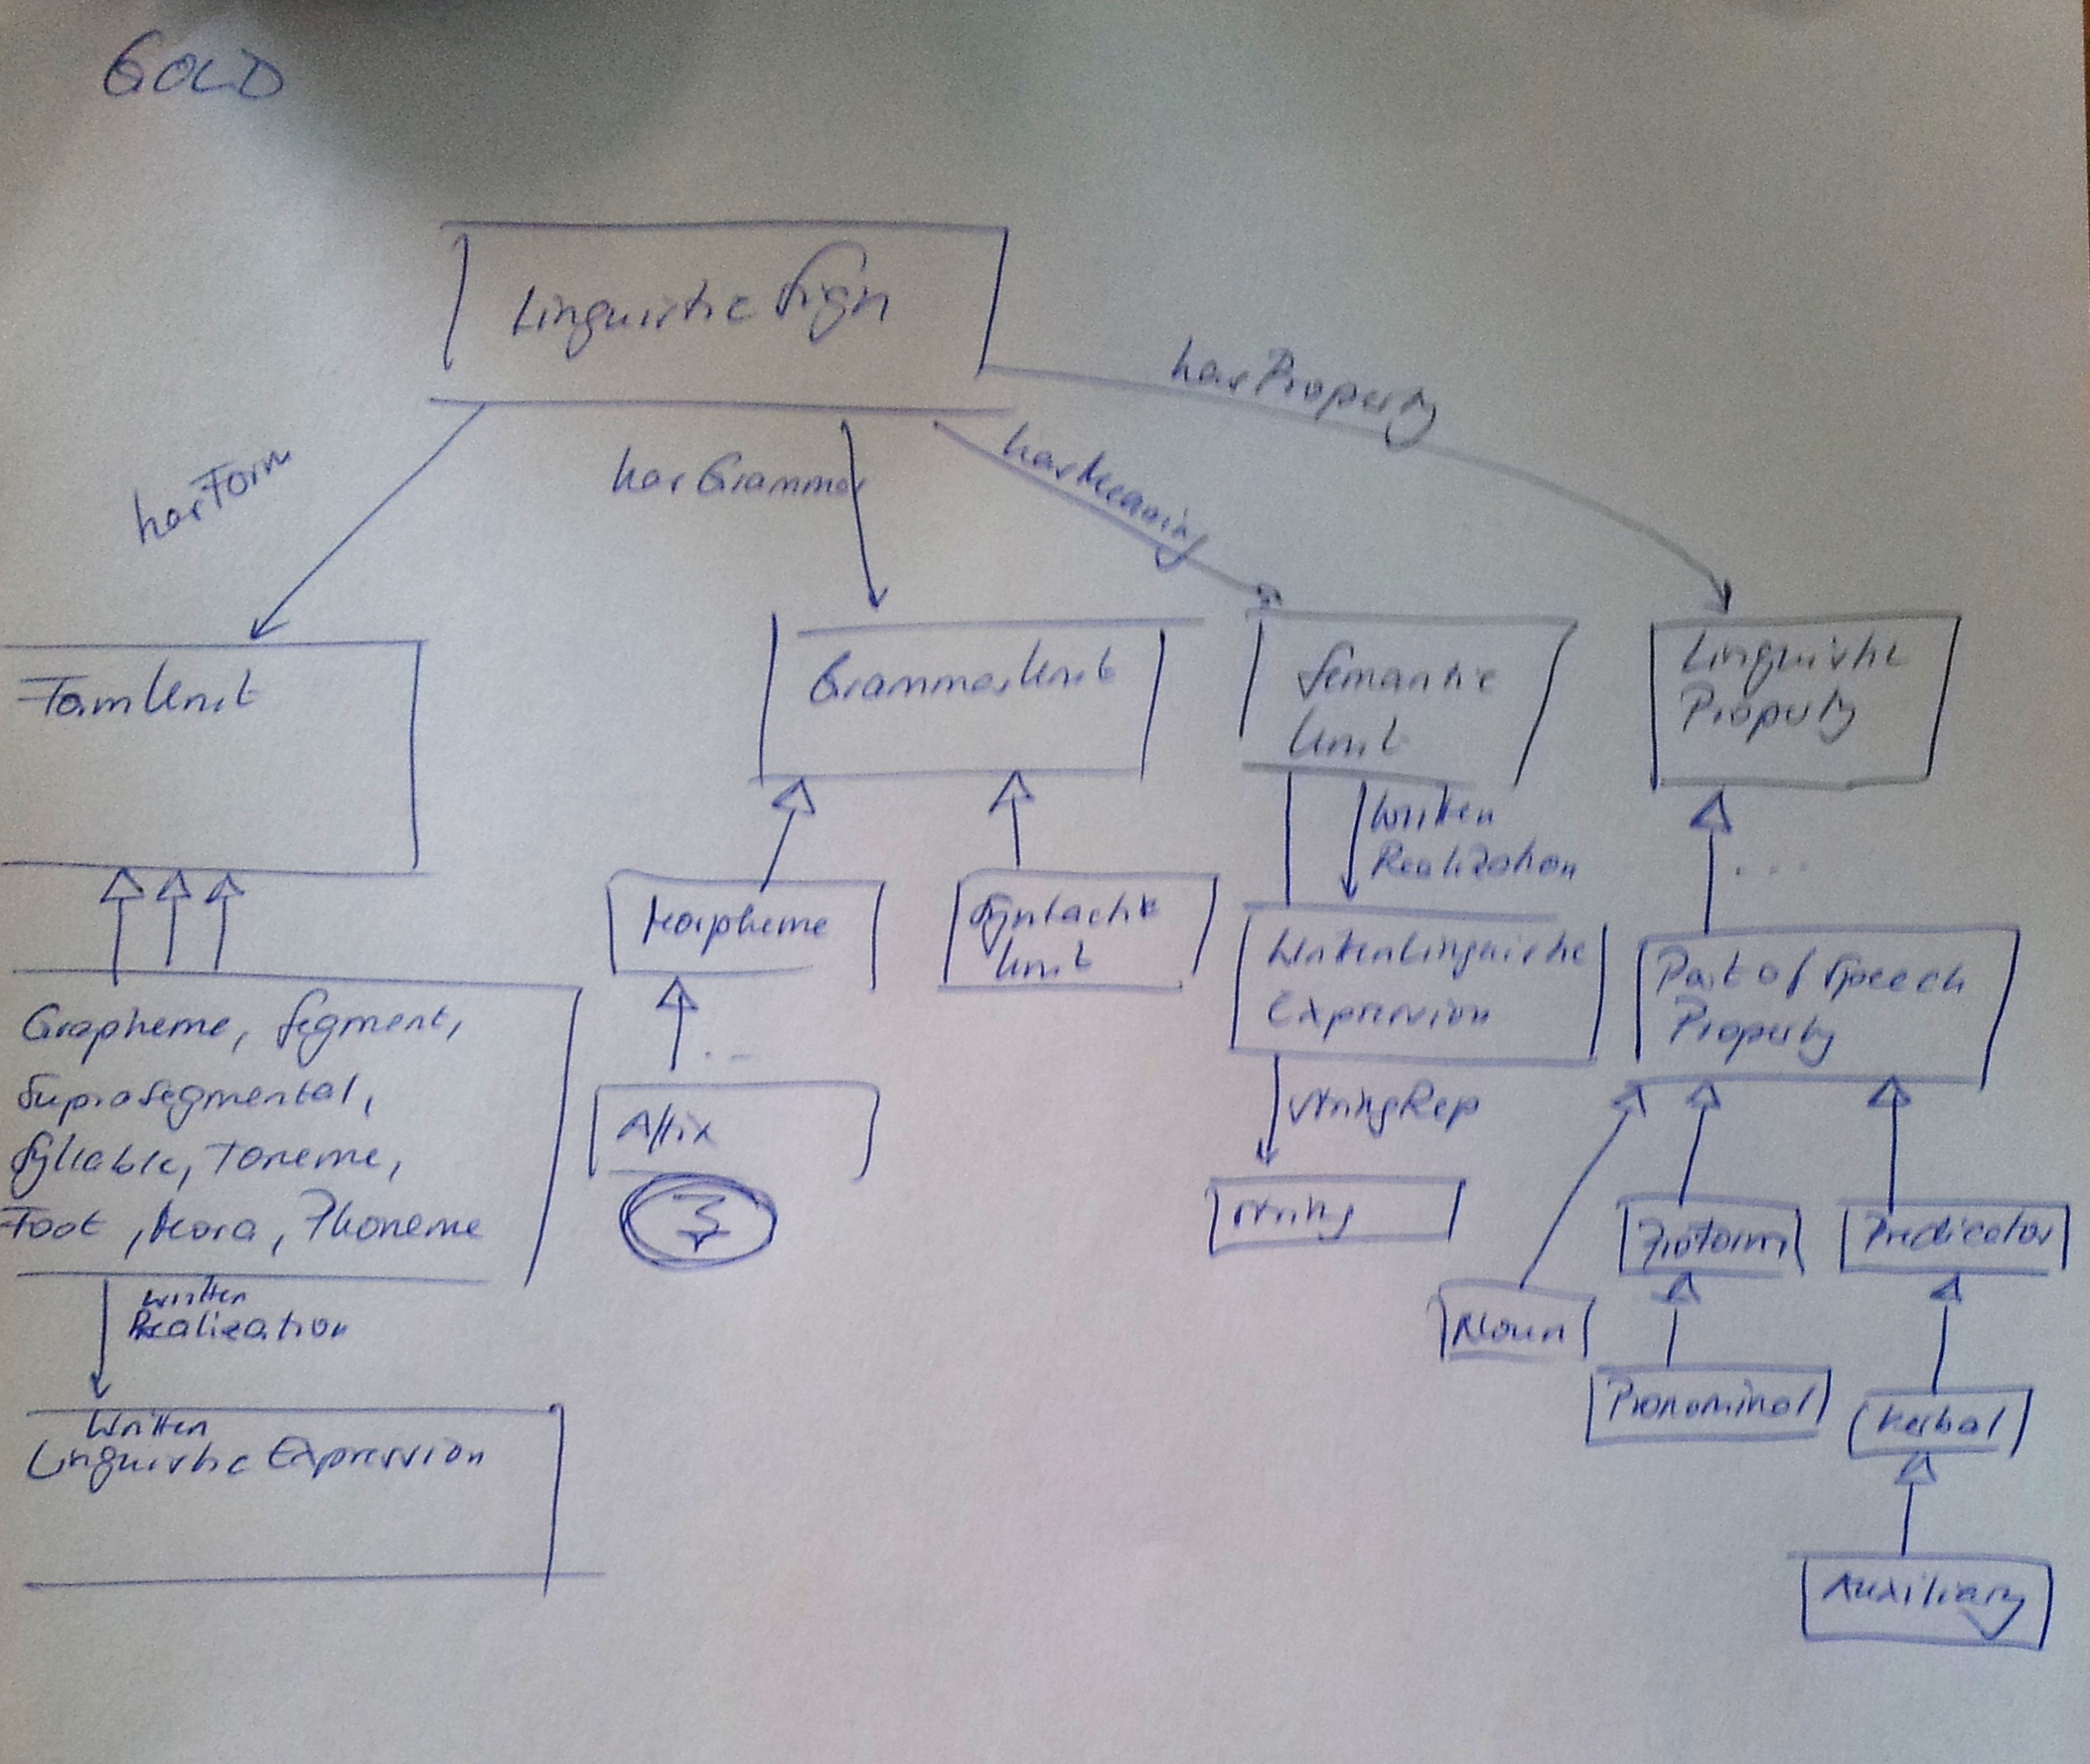 GOLD
Linguistic Sign
hasProperty
hasForm
hasGrammar
hasMeaning
FormUnit
GrammarUnit
Semantic
Unit
Linguistic
Property
Written
Realization
...
Morpheme
Syntactic
Unit
WrittenLinguistic
Expression
Part of Speech
Property
Grapheme, Segment,
Suprasegmental,
Syllable, Toneme,
Foot, Mora, Phoneme
...
Affix
stringRep
String
Proform
Predicator
Noun
Written
Realization
Pronominal
Verbal
Written
Linguistic Expression
Auxiliary